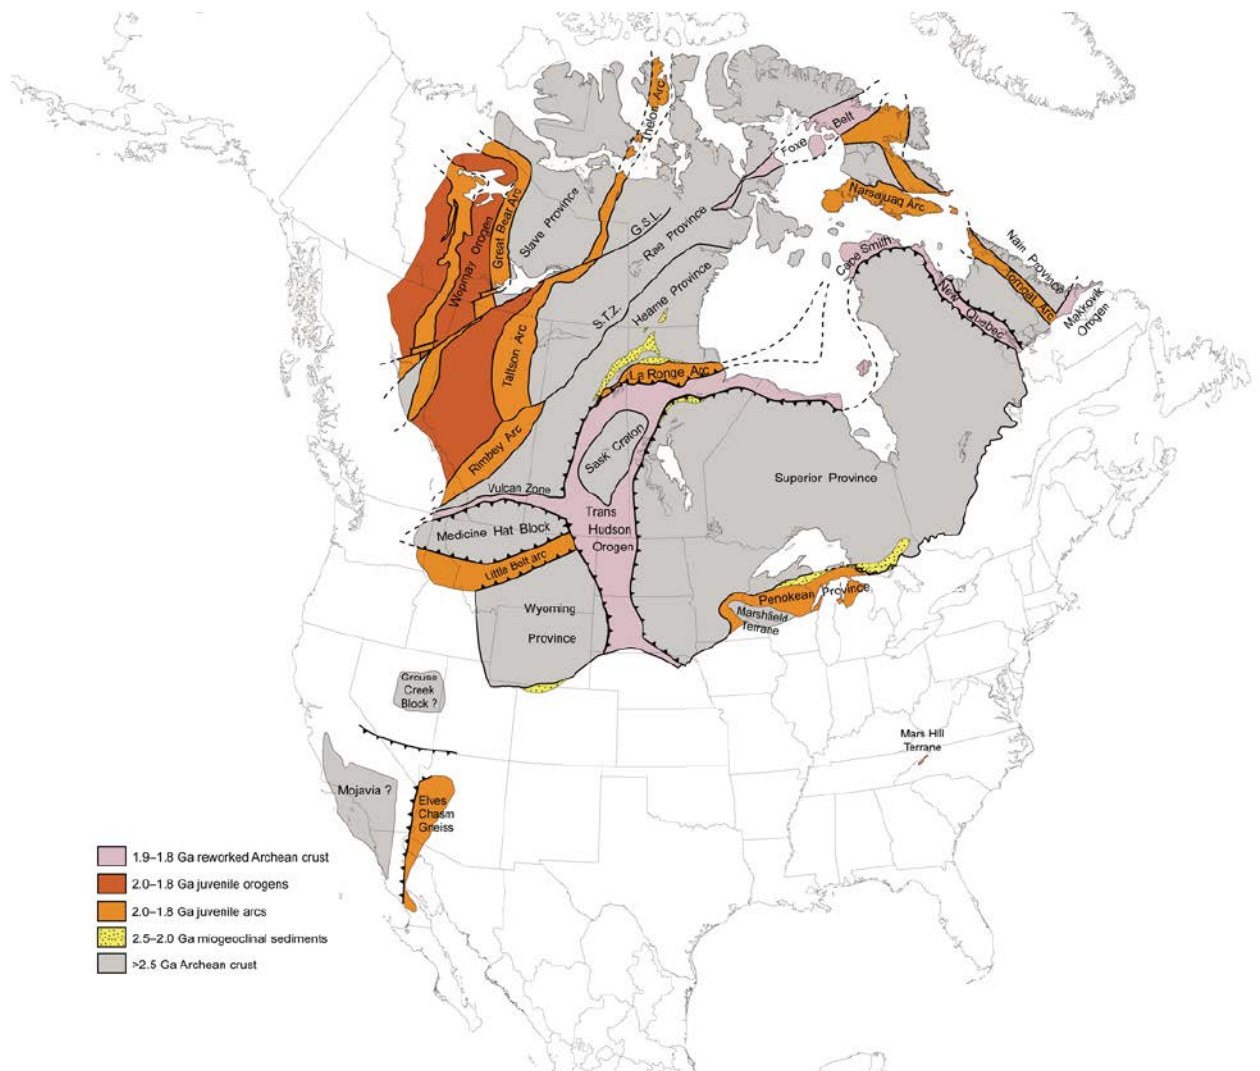 Thelon Arc
Foxe Belt
Narsajuaq Arc
Great Bear Arc
Slave Province
Wopmay Orogen
G.S.L.
Rae Province
Cape Smith
Nain Province
Torngat Arc
New Quebec
Makkovik
Orogen
S.T.Z.
Hearne Province
Taltson Arc
La Ronge Arc
Rimbey Arc
Sask Craton
Superior Province
Vulcan Zone
Trans
Hudson
Orogen
Medicine Hat Block
Little Belt arc
Penokean Province
Marshfield
Terrane
Wyoming
Province
Grouse
Creek
Block ?
Mars Hill
Terrane
Mojavia ?
Elves
Chasm
Gneiss
1.9–1.8 Ga reworked Archean crust
2.0–1.8 Ga juvenile orogens
2.0–1.8 Ga juvenile arcs
2.5–2.0 Ga miogeoclinal sediments
>2.5 Ga Archean crust